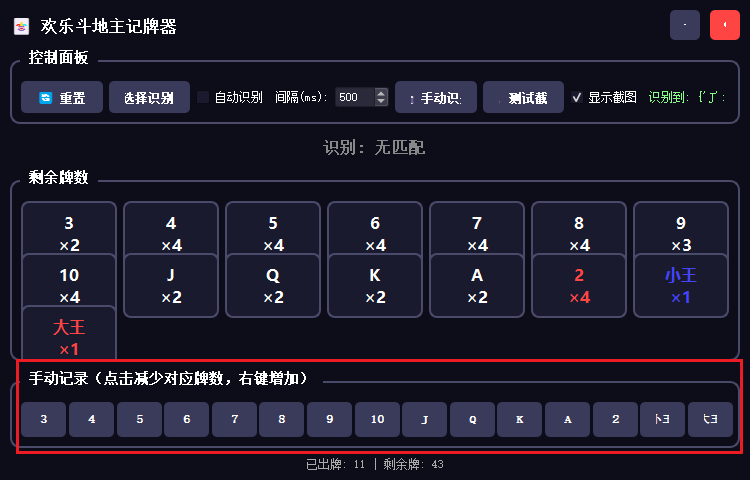 欢乐斗地主记牌器
控制面板
重置 选择识别 自动识别 间隔(ms): 500 手动识 测试截 显示截图 识别到: {'J':
识别: 无匹配
剩余牌数
3 4 5 6 7 8 9
×2 ×4 ×4 ×4 ×4 ×4 ×3
10 J Q K A 2 小王
×4 ×2 ×2 ×2 ×2 ×4 ×1
大王
×1
手动记录（点击减少对应牌数，右键增加）
3 4 5 6 7 8 9 10 J Q K A 2
已出牌: 11 | 剩余牌: 43